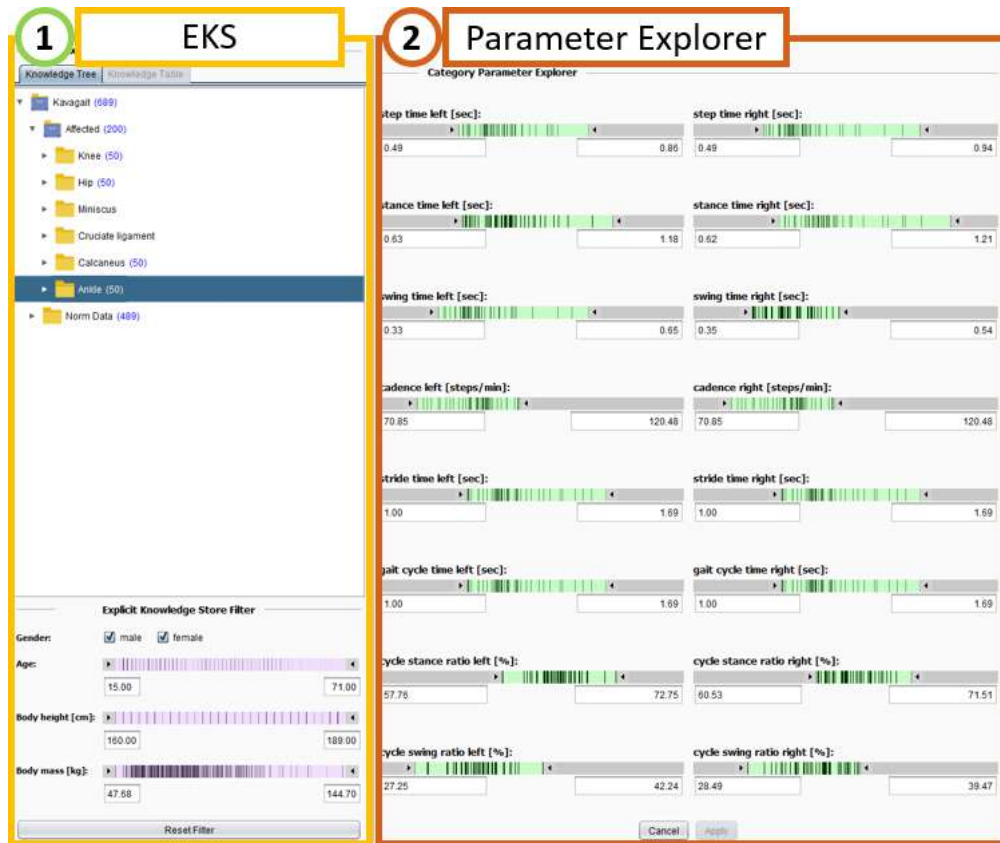 1 EKS
Knowledge Tree Knowledge Table
Kavagait (689)
Affected (200)
Knee (50)
Hip (50)
Miniscus
Cruciate ligament
Calcaneus (50)
Ankle (50)
Norm Data (489)
Explicit Knowledge Store Filter
Gender: male female
Age:
15.00 71.00
Body height [cm]:
160.00 189.00
Body mass [kg]:
47.68 144.70
Reset Filter
2 Parameter Explorer
Category Parameter Explorer
step time left [sec]: step time right [sec]:
0.49 0.86 0.49 0.94
stance time left [sec]: stance time right [sec]:
0.63 1.18 0.62 1.21
swing time left [sec]: swing time right [sec]:
0.33 0.65 0.35 0.54
cadence left [steps/min]: cadence right [steps/min]:
70.85 120.48 70.85 120.48
stride time left [sec]: stride time right [sec]:
1.00 1.69 1.00 1.69
gait cycle time left [sec]: gait cycle time right [sec]:
1.00 1.69 1.00 1.69
cycle stance ratio left [%]: cycle stance ratio right [%]:
57.76 72.75 60.53 71.51
cycle swing ratio left [%]: cycle swing ratio right [%]:
27.25 42.24 28.49 39.47
Cancel Apply